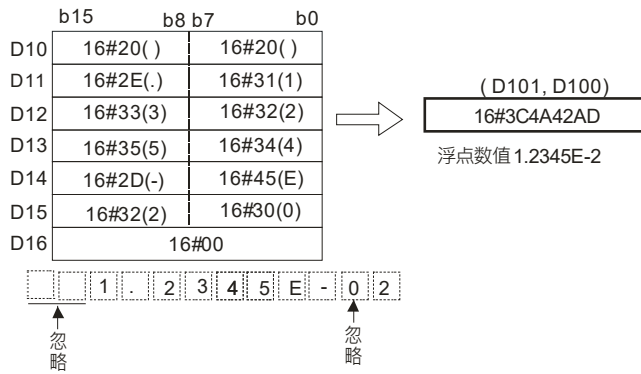 b15 b8 b7 b0
D10 16#20( ) 16#20( )
D11 16#2E(.) 16#31(1)
D12 16#33(3) 16#32(2)
D13 16#35(5) 16#34(4)
D14 16#2D(-) 16#45(E)
D15 16#32(2) 16#30(0)
D16 16#00
(D101, D100)
16#3C4A42AD
浮点数值1.2345E-2
1 . 2 3 4 5 E - 0 2
忽略
忽略